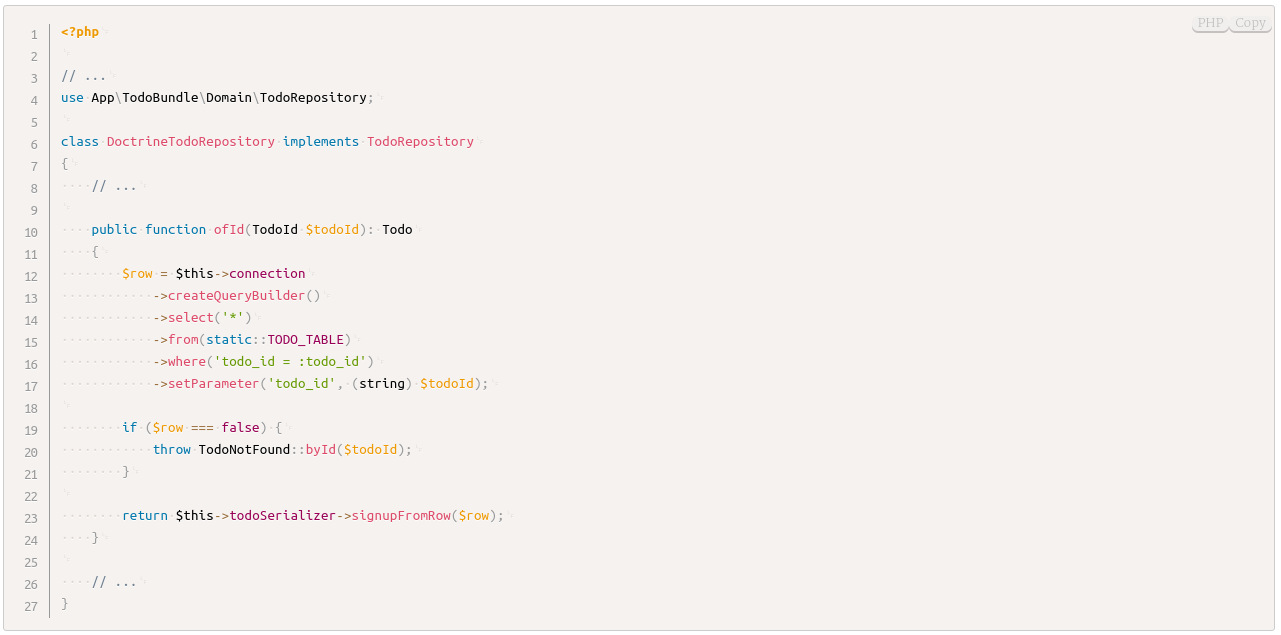 PHP Copy
1 <?php
2
3 // ...
4 use App\TodoBundle\Domain\TodoRepository;
5
6 class DoctrineTodoRepository implements TodoRepository
7 {
8     // ...
9
10     public function ofId(TodoId $todoId): Todo
11     {
12         $row = $this->connection
13             ->createQueryBuilder()
14             ->select('*')
15             ->from(static::TODO_TABLE)
16             ->where('todo_id = :todo_id')
17             ->setParameter('todo_id', (string) $todoId);
18
19         if ($row === false) {
20             throw TodoNotFound::byId($todoId);
21         }
22
23         return $this->todoSerializer->signupFromRow($row);
24     }
25
26     // ...
27 }